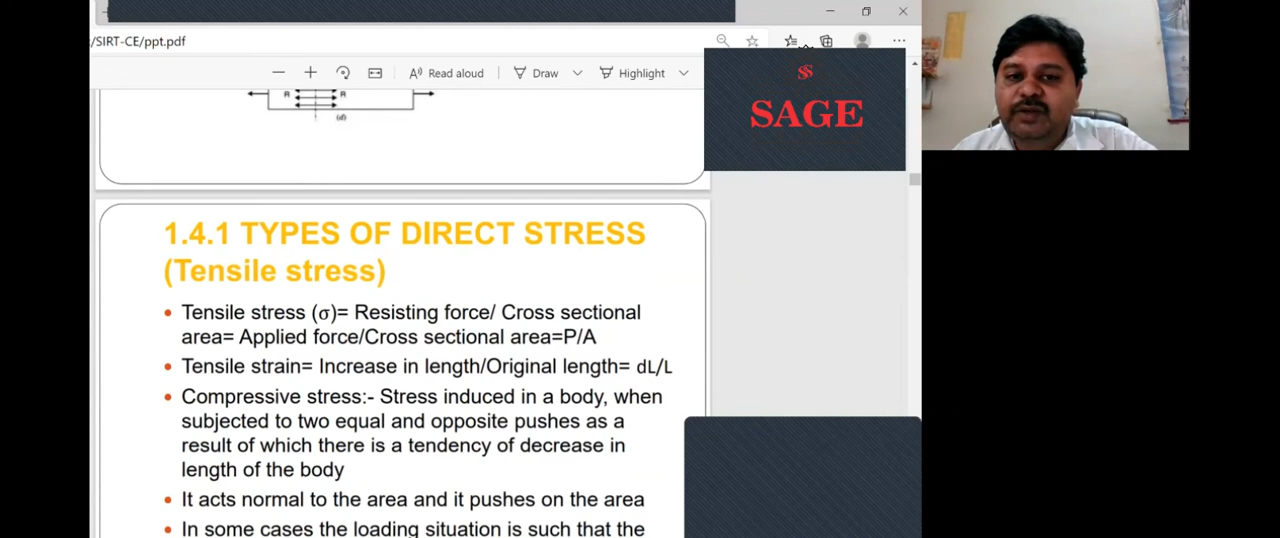 /SIRT-CE/ppt.pdf
Read aloud
Draw
Highlight
R R
(d)
SS
SAGE
1.4.1 TYPES OF DIRECT STRESS
(Tensile stress)
• Tensile stress (σ)= Resisting force/ Cross sectional
area= Applied force/Cross sectional area=P/A
• Tensile strain= Increase in length/Original length= dL/L
• Compressive stress:- Stress induced in a body, when
subjected to two equal and opposite pushes as a
result of which there is a tendency of decrease in
length of the body
• It acts normal to the area and it pushes on the area
• In some cases the loading situation is such that the